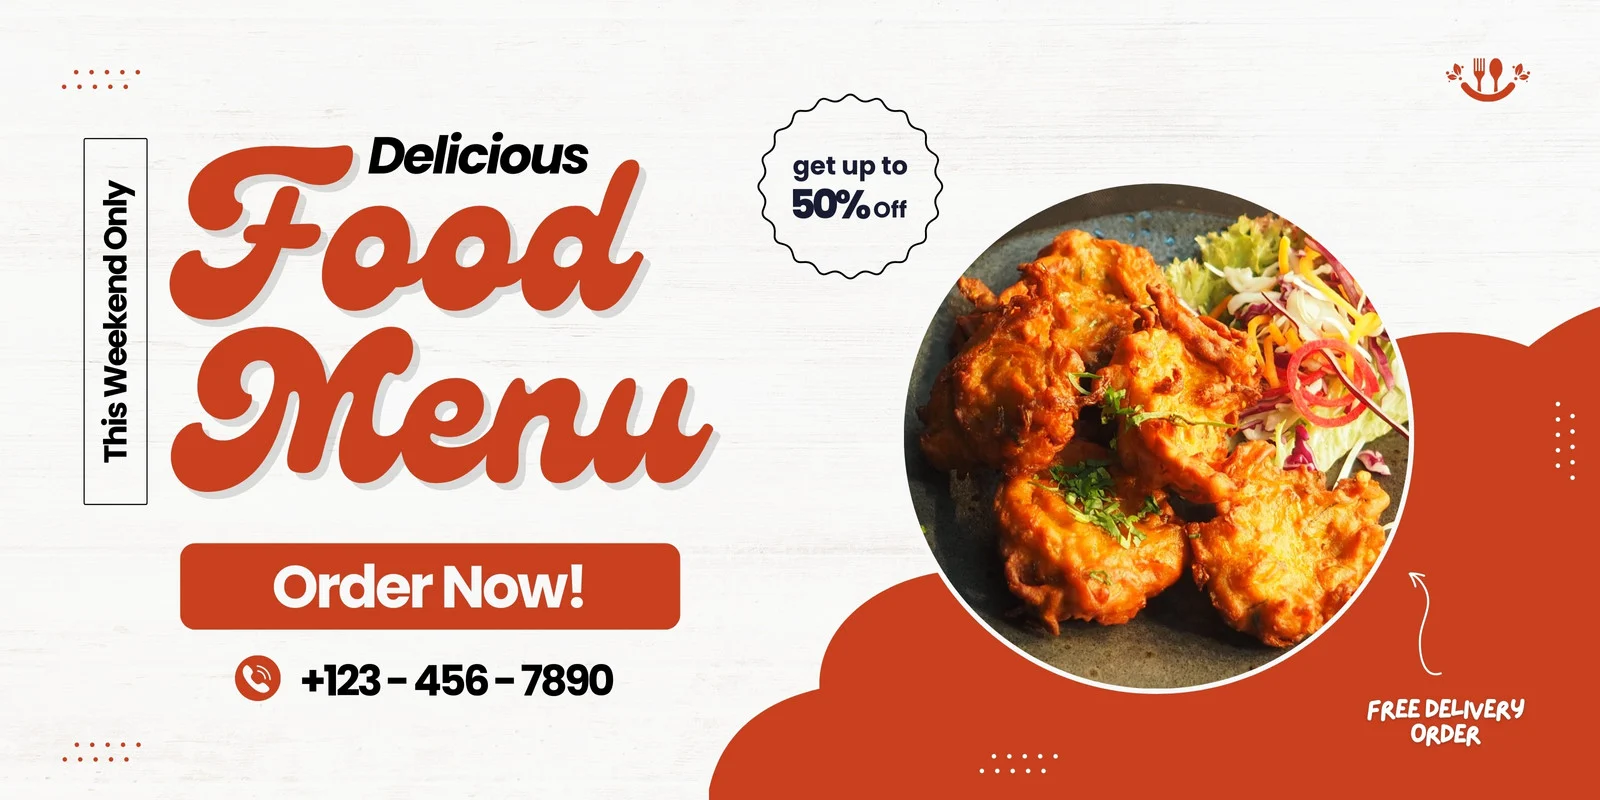 This Weekend Only
Delicious
Food
Menu
Order Now!
+123 - 456 - 7890
get up to
50% Off
FREE DELIVERY
ORDER